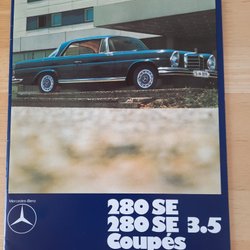 Mercedes-Benz
280 SE
280 SE 3.5
Coupés